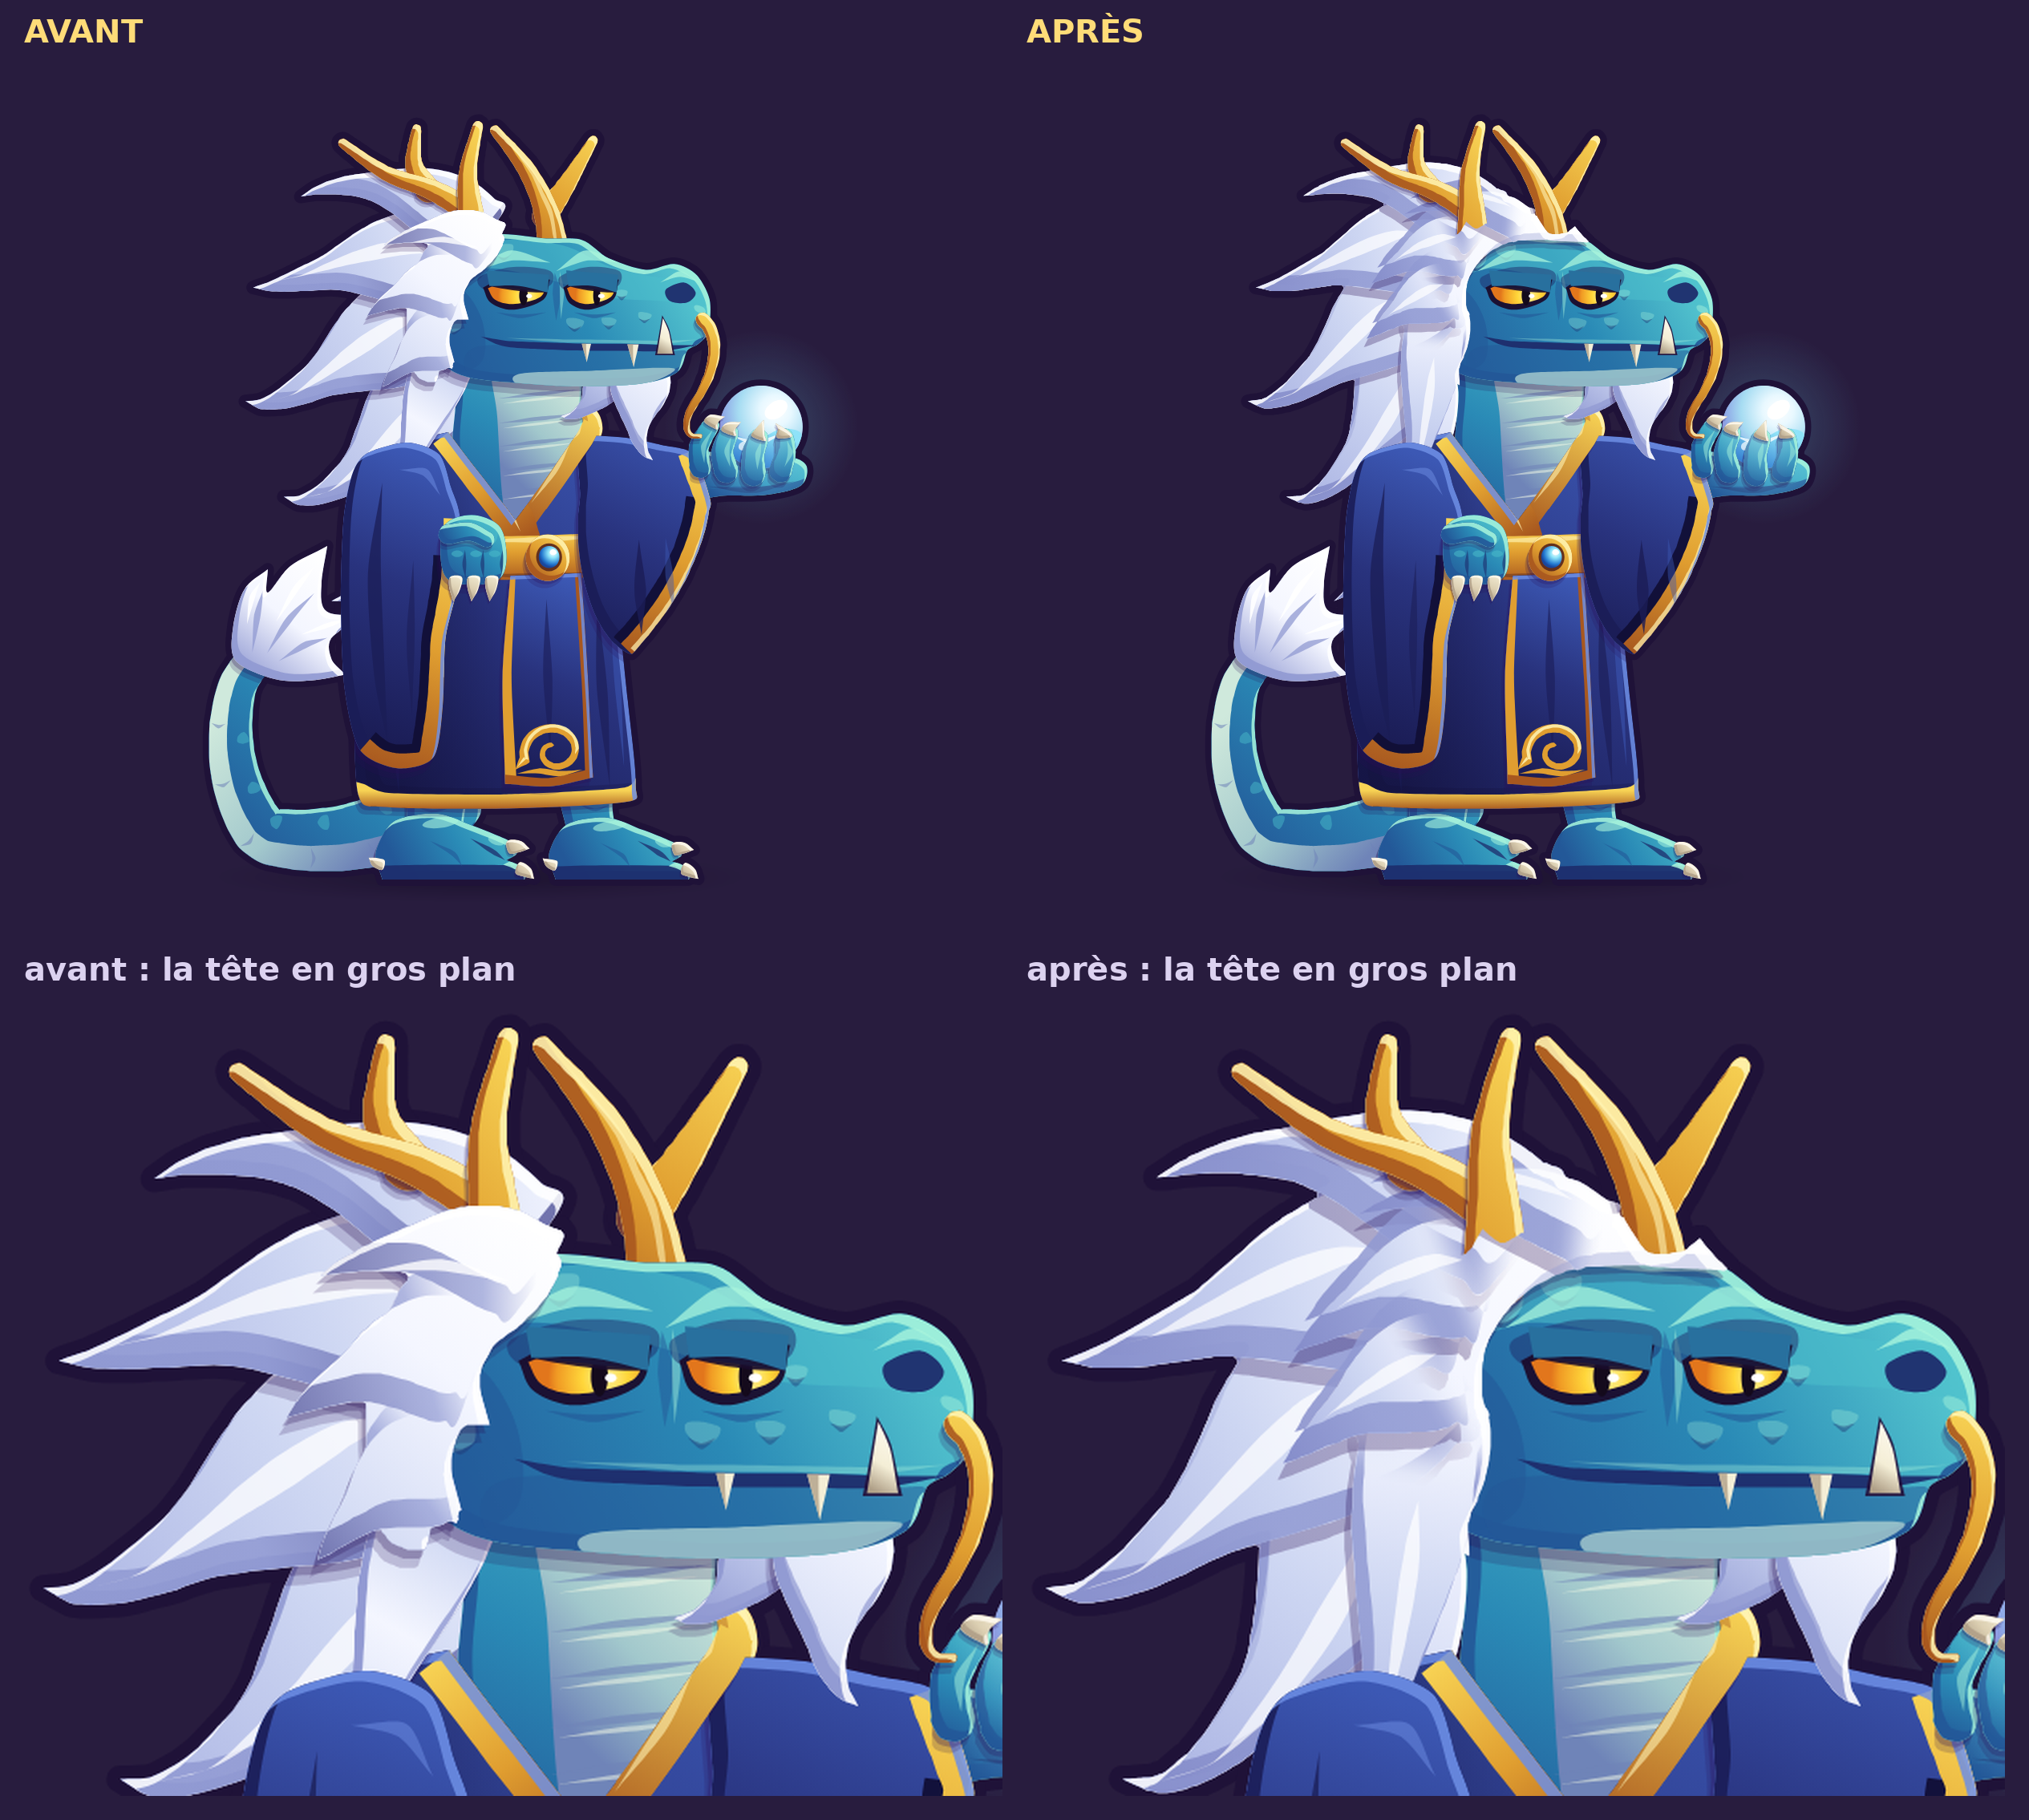 AVANT
APRÈS
avant : la tête en gros plan
après : la tête en gros plan